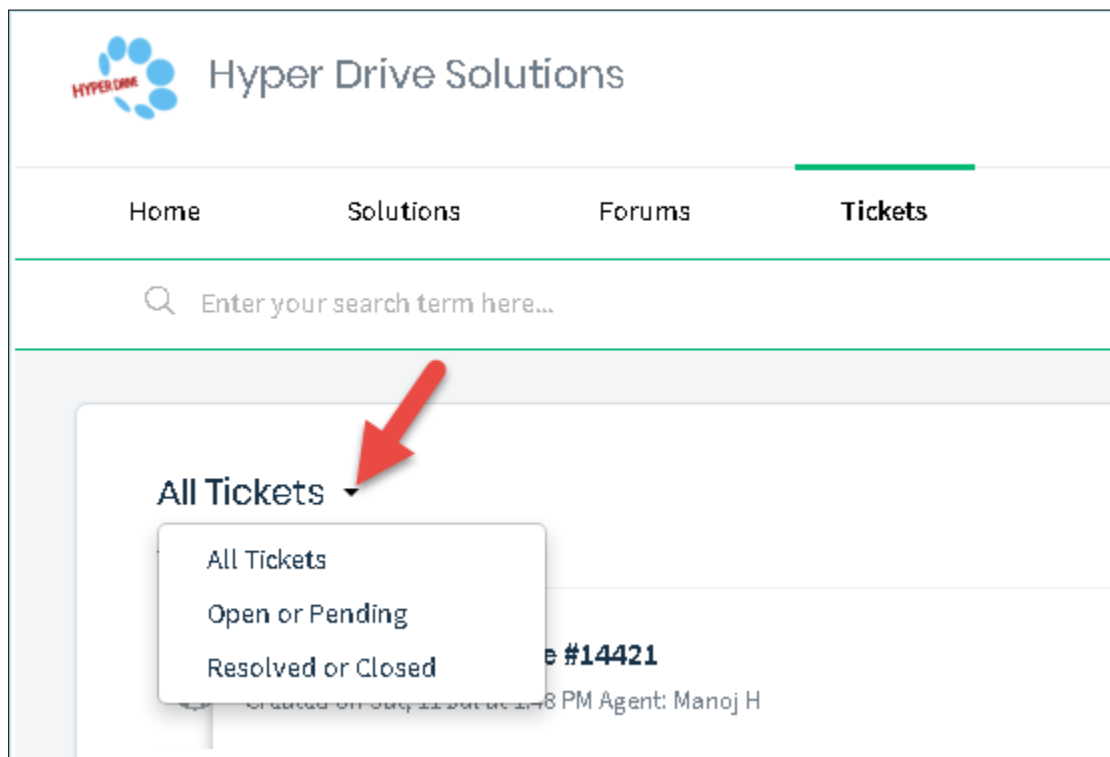 HYPER DRIVE
Hyper Drive Solutions
Home Solutions Forums Tickets
Enter your search term here...
All Tickets
All Tickets
Open or Pending
Resolved or Closed
#14421
PM Agent: Manoj H